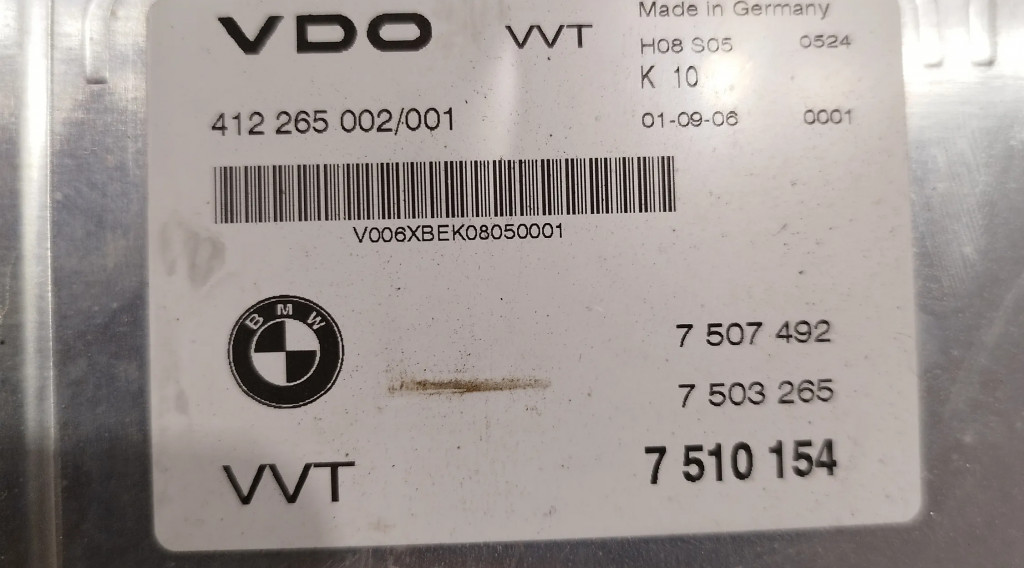 VDO VVT
Made in Germany
H08 S05 0524
K 10
412 265 002/001
01-09-06 0001
V006XBEK08050001
BMW
7 507 492
7 503 265
VVT
7 510 154